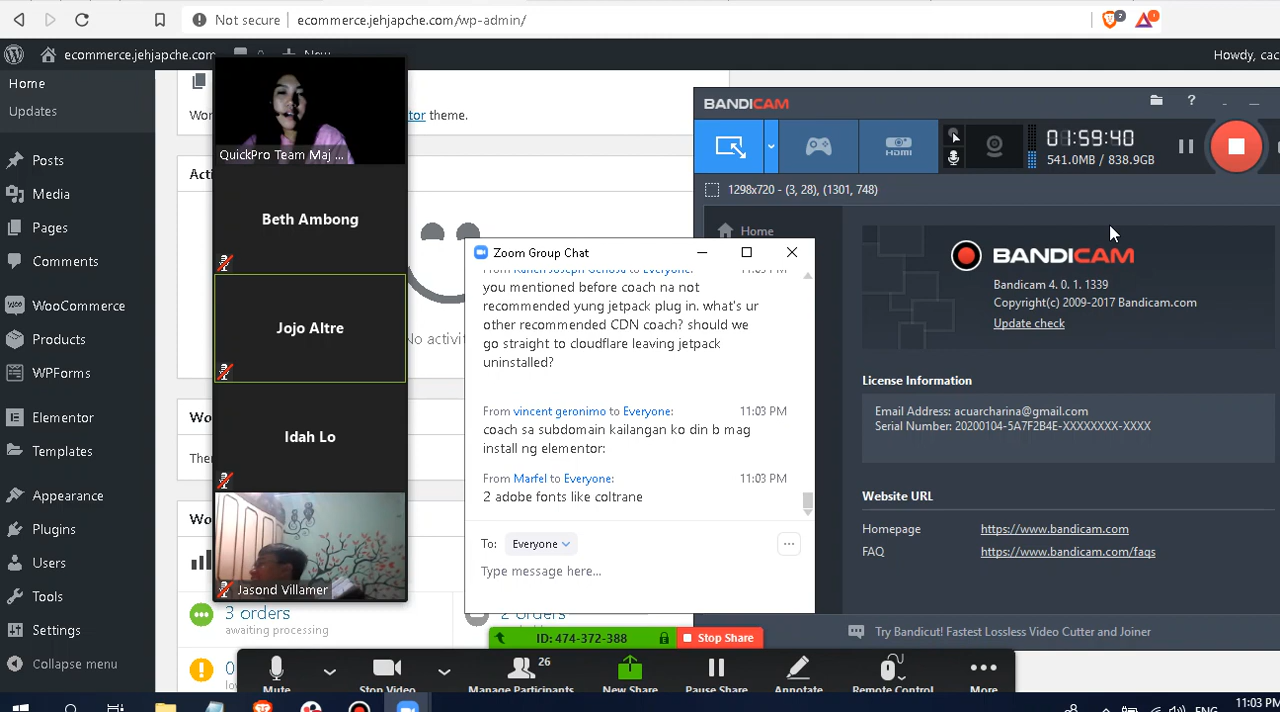 Not secure
ecommerce.jehjapche.com/wp-admin/
ecommerce.jehjapche.com
New
Howdy, cac
Home
Updates
Posts
Media
Pages
Comments
WooCommerce
Products
WPForms
Elementor
Templates
Appearance
Plugins
Users
Tools
Settings
Collapse menu
theme.
No activi
3 orders
awaiting processing
2 orders
QuickPro Team Maj ...
Beth Ambong
Jojo Altre
Idah Lo
Jasond Villamer
Zoom Group Chat
you mentioned before coach na not
recommended yung jetpack plug in. what's ur
other recommended CDN coach? should we
go straight to cloudflare leaving jetpack
uninstalled?
From vincent geronimo to Everyone: 11:03 PM
coach sa subdomain kailangan ko din b mag
install ng elementor:
From Marfel to Everyone: 11:03 PM
2 adobe fonts like coltrane
To: Everyone
Type message here...
BANDICAM
HDMI
01:59:40
541.0MB / 838.9GB
1298x720 - (3, 28), (1301, 748)
Home
BANDICAM
Bandicam 4. 0. 1. 1339
Copyright(c) 2009-2017 Bandicam.com
Update check
License Information
Email Address: acuarcharina@gmail.com
Serial Number: 20200104-5A7F2B4E-XXXXXXXX-XXXX
Website URL
Homepage https://www.bandicam.com
FAQ https://www.bandicam.com/faqs
Try Bandicut! Fastest Lossless Video Cutter and Joiner
ID: 474-372-388
Stop Share
Mute
Stop Video
26
Manage Participants
New Share
Pause Share
Annotate
Remote Control
More
ENG
11:03 PM